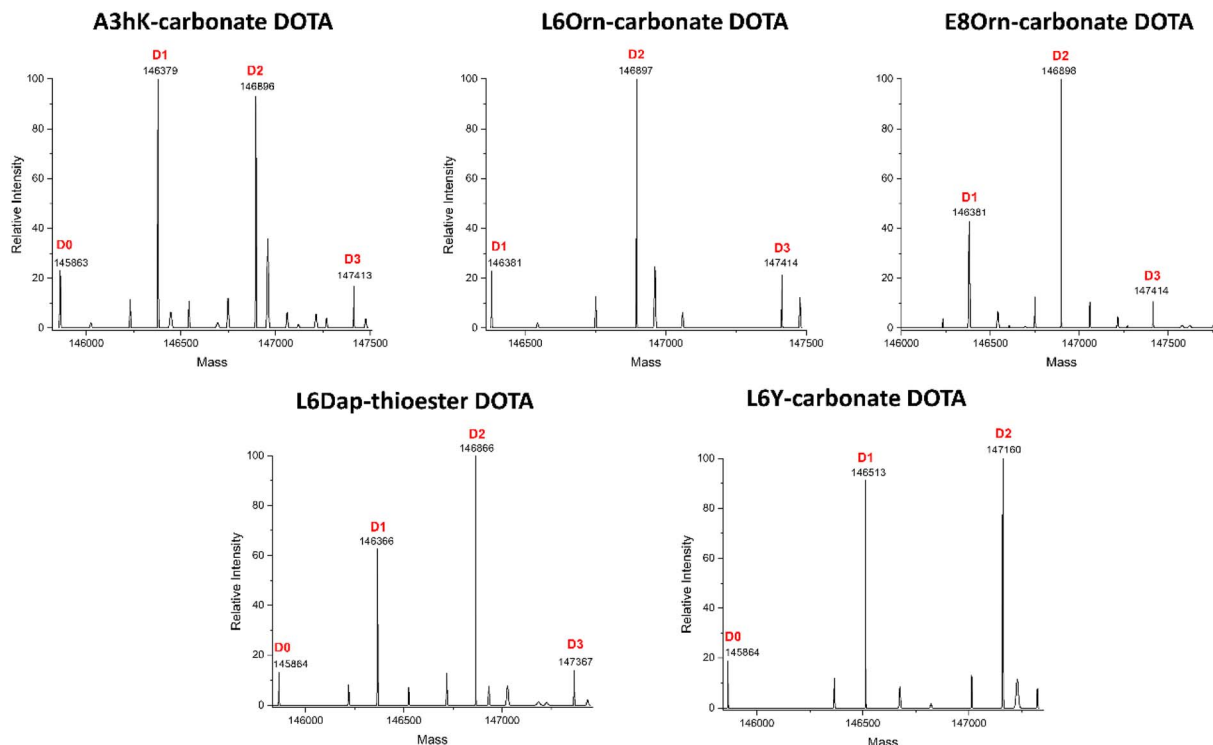 A3hK-carbonate DOTA
D1
146379
D2
146896
D0
145863
D3
147413
100
80
60
40
20
0
Relative Intensity
146000 146500 147000 147500
Mass
L6Orn-carbonate DOTA
D2
146897
D1
146381
D3
147414
100
80
60
40
20
0
Relative Intensity
146500 147000 147500
Mass
E8Orn-carbonate DOTA
D2
146898
D1
146381
D3
147414
100
80
60
40
20
0
Relative Intensity
146000 146500 147000 147500
Mass
L6Dap-thioester DOTA
D2
146866
D1
146366
D0
145864
D3
147367
100
80
60
40
20
0
Relative Intensity
146000 146500 147000
Mass
L6Y-carbonate DOTA
D2
147160
D1
146513
D0
145864
100
80
60
40
20
0
Relative Intensity
146000 146500 147000
Mass